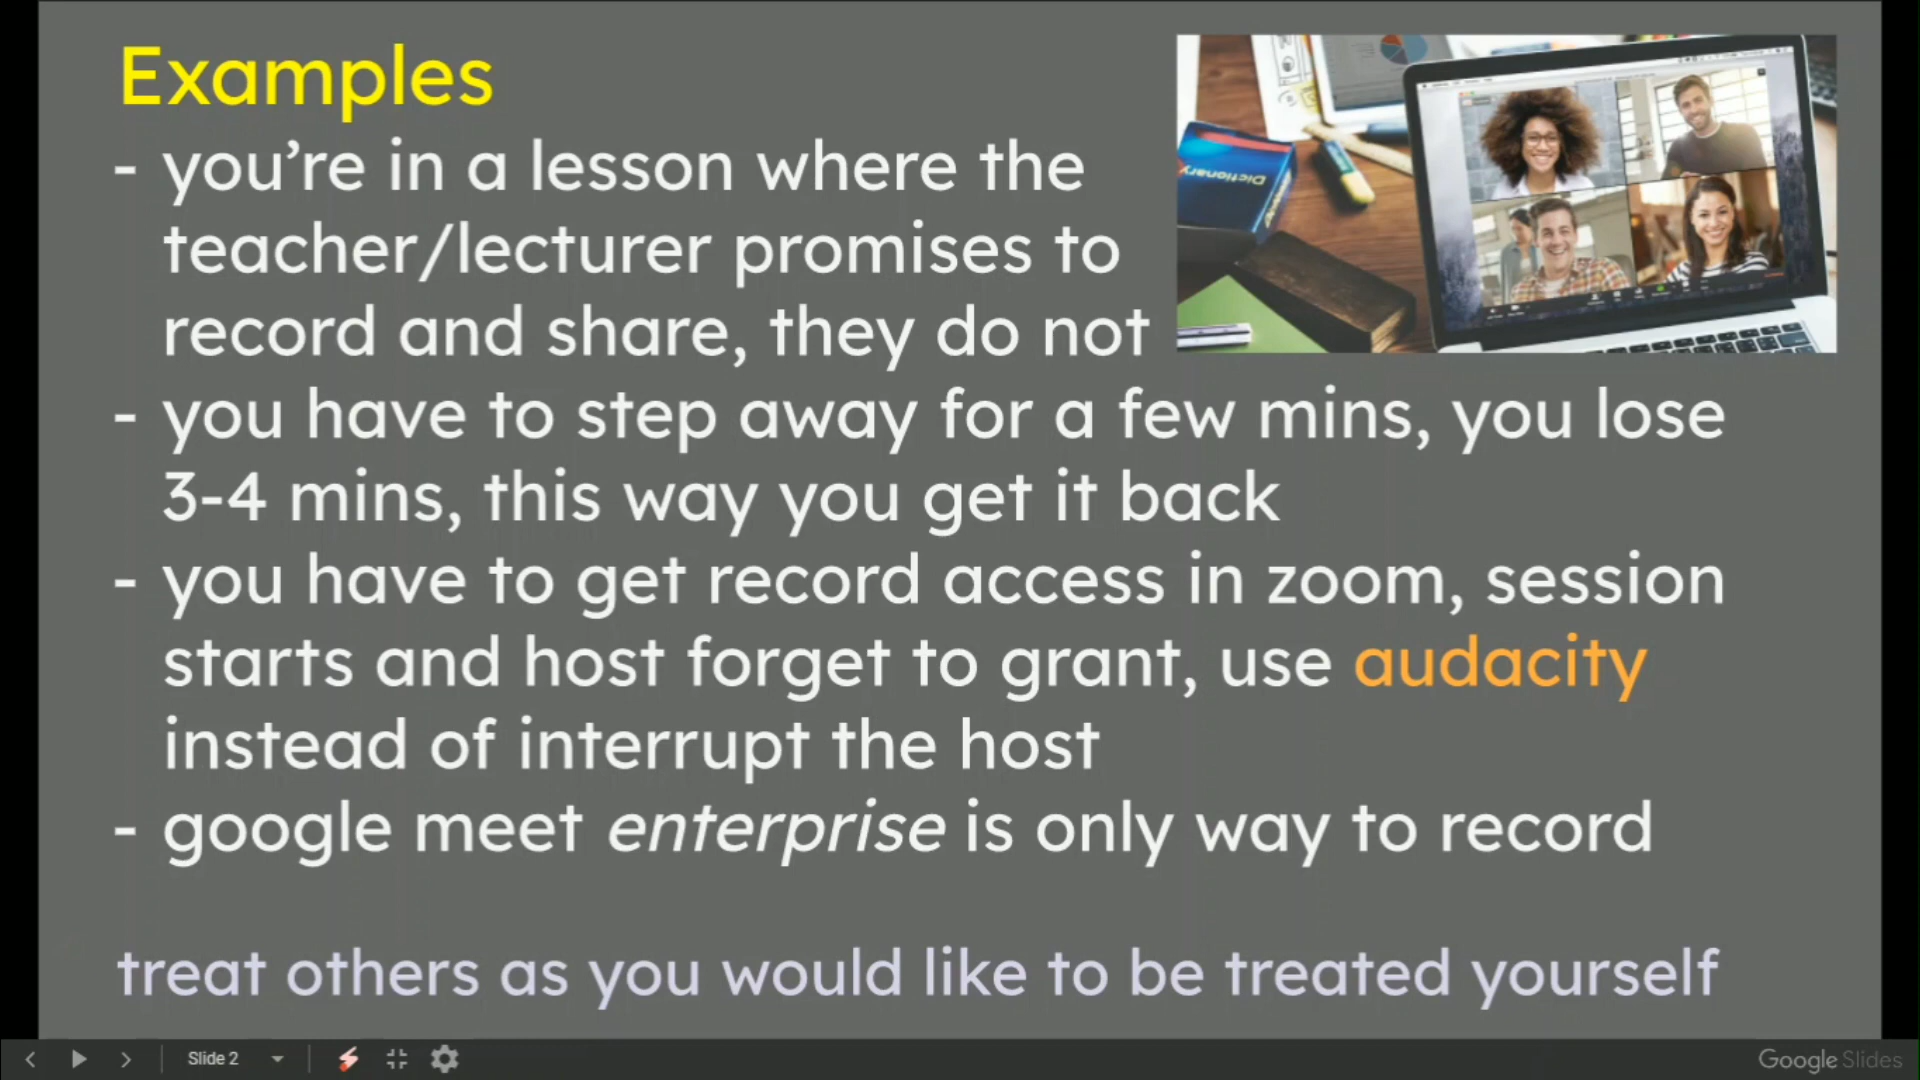 Examples
- you're in a lesson where the
teacher/lecturer promises to
record and share, they do not
- you have to step away for a few mins, you lose
3-4 mins, this way you get it back
- you have to get record access in zoom, session
starts and host forget to grant, use audacity
instead of interrupt the host
- google meet enterprise is only way to record
treat others as you would like to be treated yourself
Dictionary
Slide 2
Google Slides